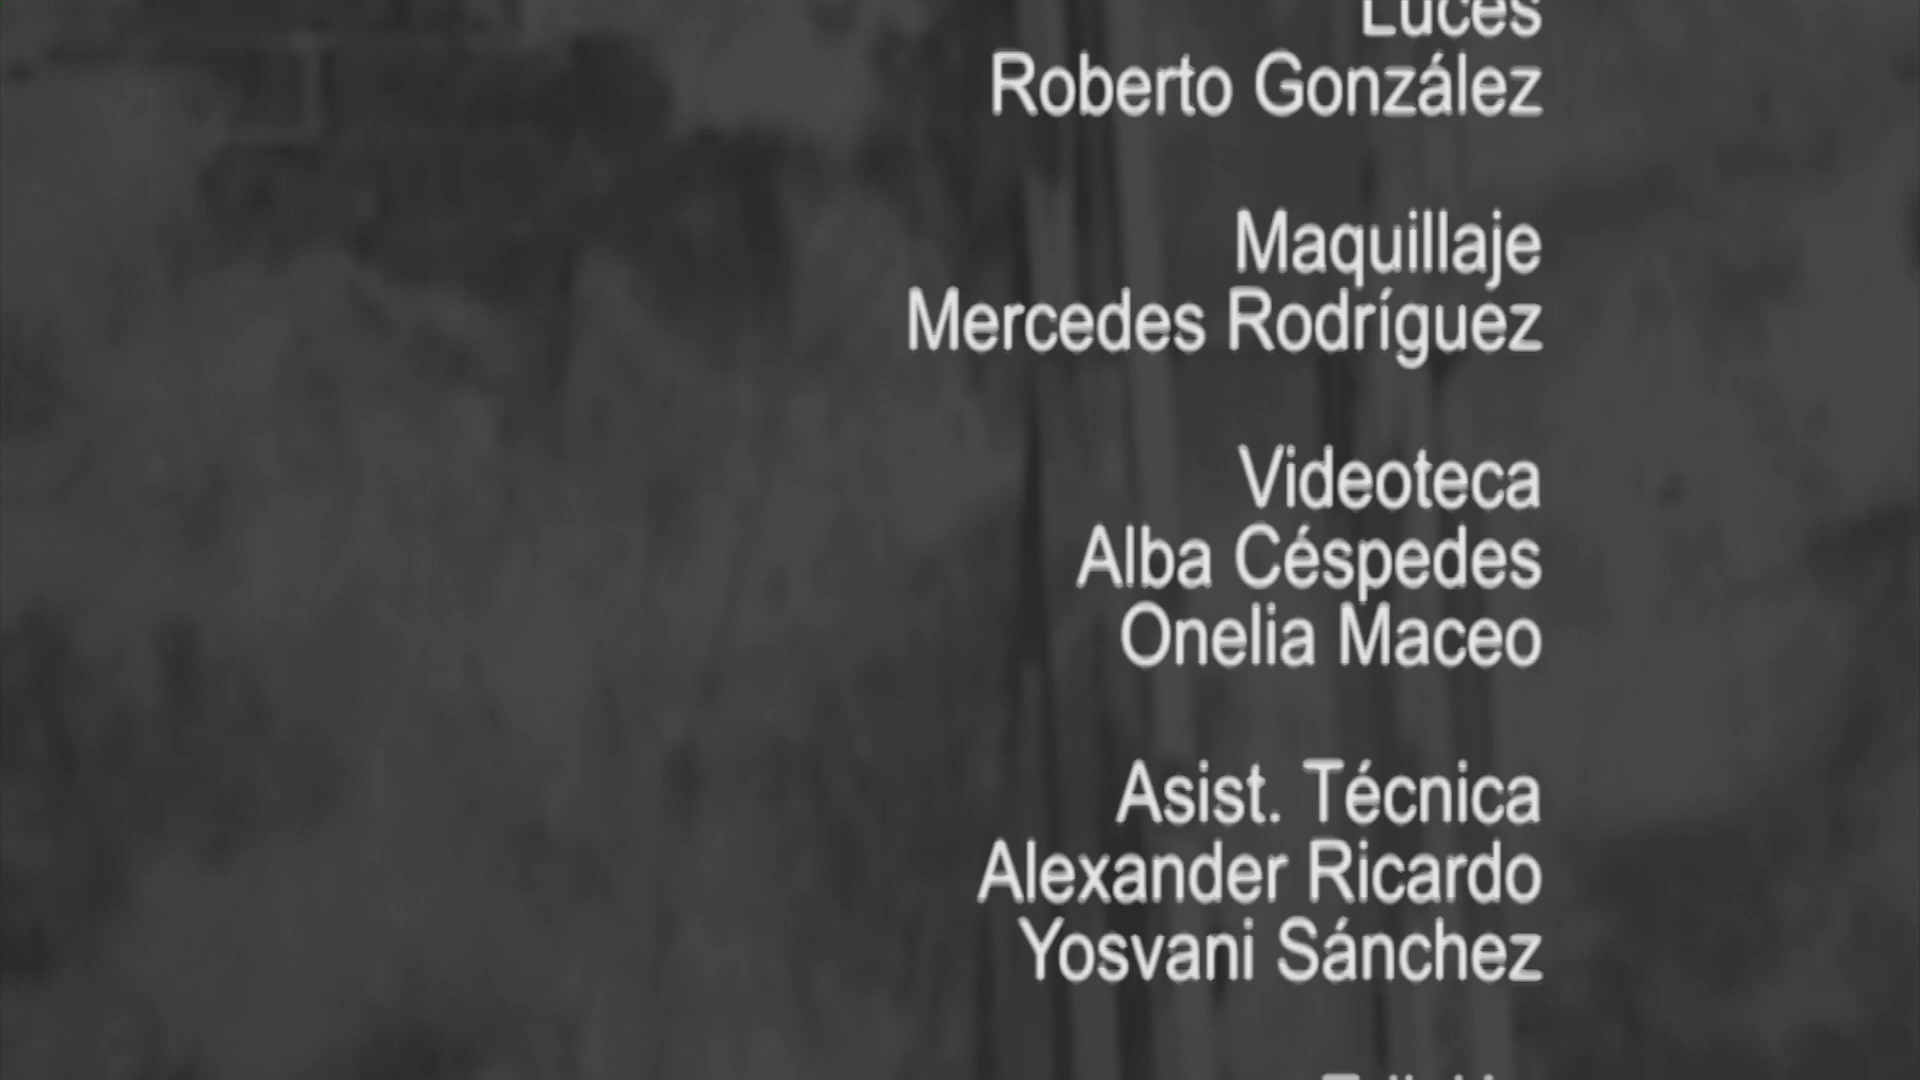 Luces
Roberto González
Maquillaje
Mercedes Rodríguez
Videoteca
Alba Céspedes
Onelia Maceo
Asist. Técnica
Alexander Ricardo
Yosvani Sánchez